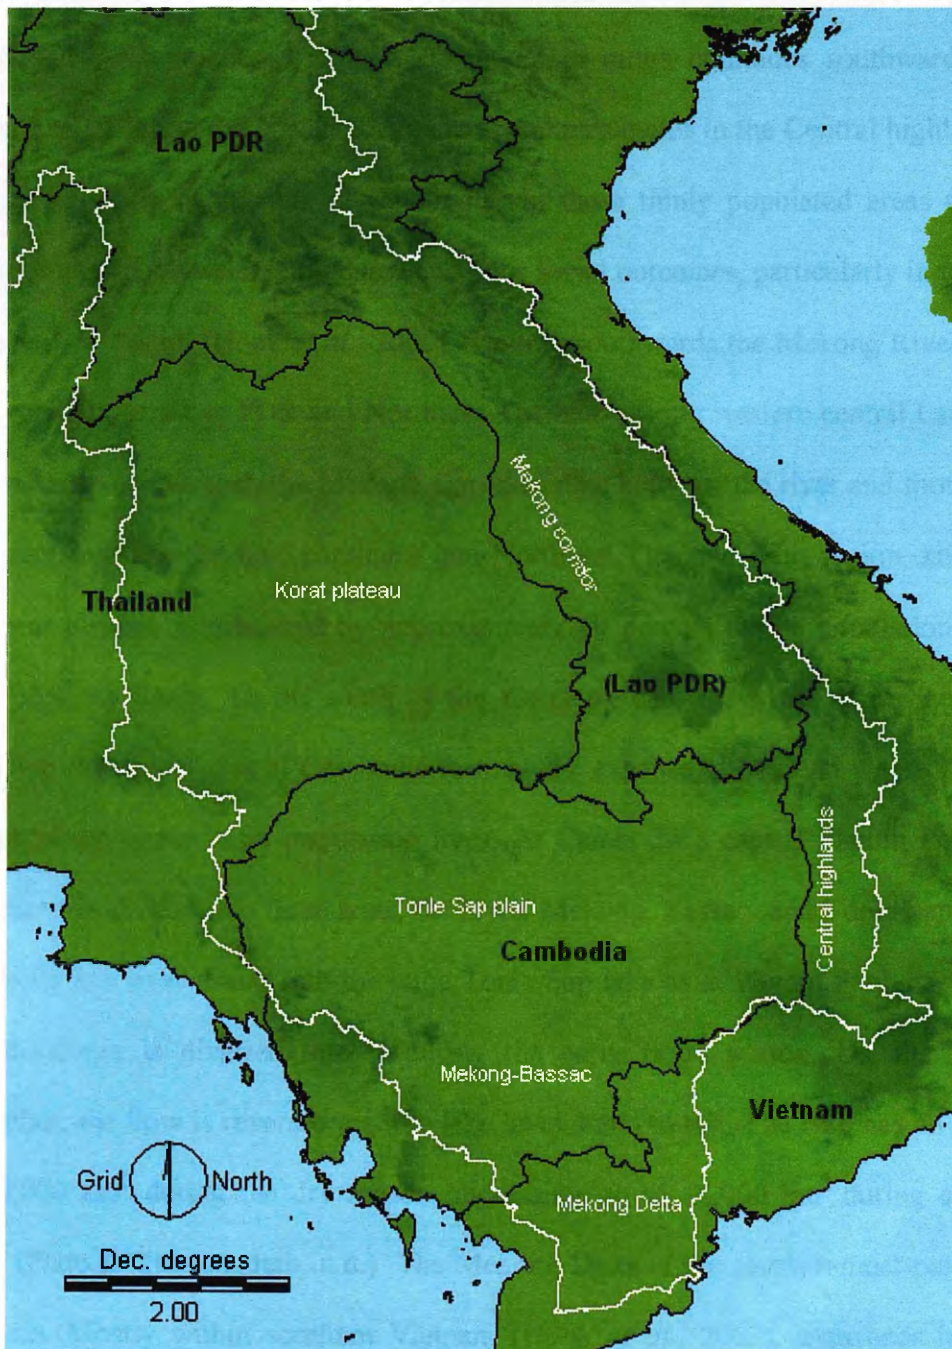 Lao PDR
Mekong corridor
Thailand
Korat plateau
(Lao PDR)
Central highlands
Tonle Sap plain
Cambodia
Mekong-Bassac
Vietnam
Grid North
Mekong Delta
Dec. degrees
2.00